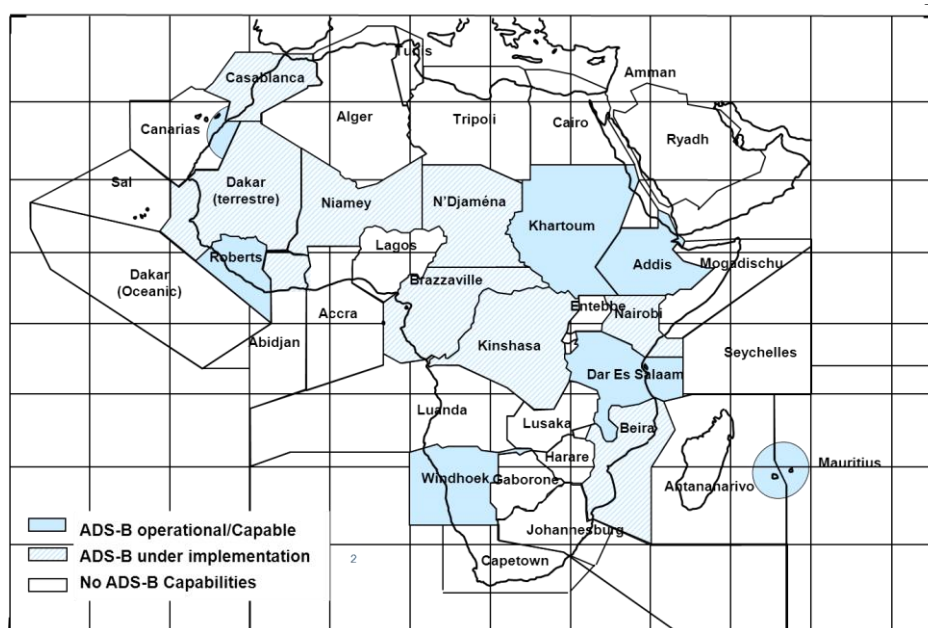 Tunis
Casablanca
Amman
Canarias
Alger
Tripoli
Cairo
Ryadh
Sal
Dakar
(terrestre)
Niamey
N'Djaména
Khartoum
Lagos
Roberts
Addis
Mogadischu
Dakar
(Oceanic)
Brazzaville
Entebbe
Accra
Nairobi
Abidjan
Kinshasa
Seychelles
Dar Es Salaam
Luanda
Lusaka
Beira
Harare
Mauritius
Windhoek
Gaborone
Antananarivo
Johannesburg
Capetown
ADS-B operational/Capable
ADS-B under implementation
2
No ADS-B Capabilities